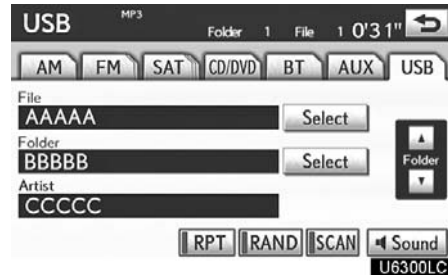 USB MP3 Folder 1 File 1 0'31"
AM FM SAT CD/DVD BT AUX USB
File
AAAAA Select
Folder
BBBBB Select
Folder
Artist
CCCCC
RPT RAND SCAN Sound
U6300LC